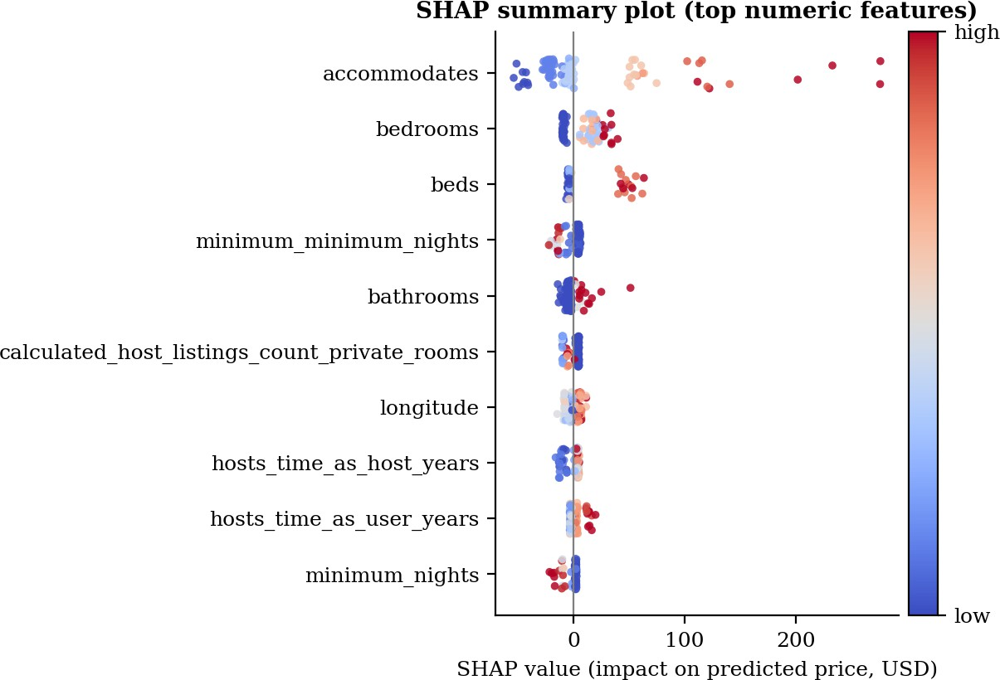 SHAP summary plot (top numeric features)
high
accommodates
bedrooms
beds
minimum_minimum_nights
bathrooms
calculated_host_listings_count_private_rooms
longitude
hosts_time_as_host_years
hosts_time_as_user_years
minimum_nights
low
0 100 200
SHAP value (impact on predicted price, USD)